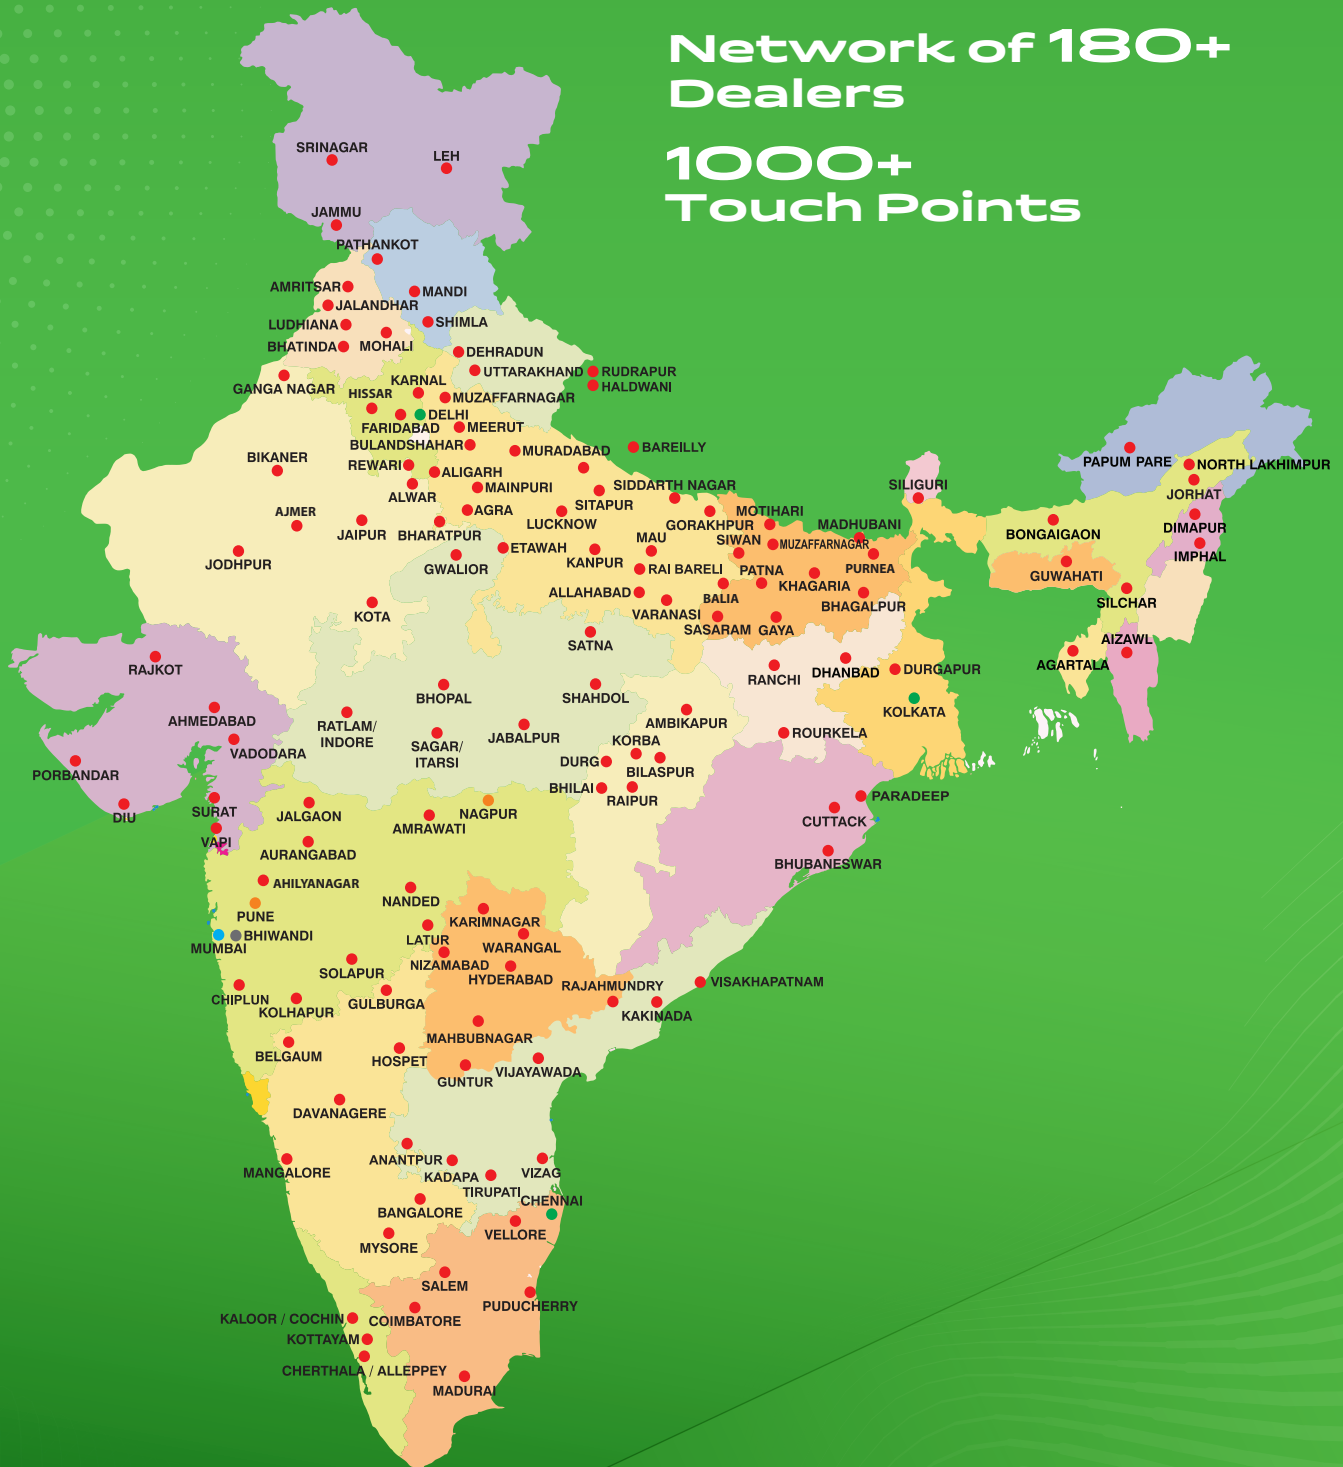 Network of 180+
Dealers
1000+
Touch Points
SRINAGAR
LEH
JAMMU
PATHANKOT
AMRITSAR
MANDI
JALANDHAR
LUDHIANA
SHIMLA
BHATINDA
MOHALI
DEHRADUN
UTTARAKHAND
RUDRAPUR
HALDWANI
GANGA NAGAR
KARNAL
HISSAR
MUZAFFARNAGAR
DELHI
FARIDABAD
MEERUT
BULANDSHAHAR
MURADABAD
BAREILLY
BIKANER
REWARI
ALIGARH
PAPUM PARE
NORTH LAKHIMPUR
ALWAR
MAINPURI
SIDDARTH NAGAR
SILIGURI
JORHAT
SITAPUR
AJMER
AGRA
LUCKNOW
GORAKHPUR
MOTIHARI
MADHUBANI
DIMAPUR
JAIPUR
BHARATPUR
MAU
SIWAN
MUZAFFARNAGAR
BONGAIGAON
IMPHAL
JODHPUR
ETAWAH
GWALIOR
KANPUR
RAI BARELI
PATNA
PURNEA
KHAGARIA
GUWAHATI
ALLAHABAD
BALIA
BHAGALPUR
SILCHAR
KOTA
VARANASI
SASARAM
GAYA
SATNA
AIZAWL
RAJKOT
AGARTALA
DHANBAD
DURGAPUR
RANCHI
BHOPAL
SHAHDOL
KOLKATA
AHMEDABAD
RATLAM/
INDORE
AMBIKAPUR
VADODARA
SAGAR/
ITARSI
JABALPUR
KORBA
ROURKELA
PORBANDAR
DURG
BILASPUR
BHILAI
RAIPUR
PARADEEP
DIU
SURAT
JALGAON
AMRAWATI
NAGPUR
CUTTACK
VAPI
AURANGABAD
BHUBANESWAR
AHILYANAGAR
NANDED
PUNE
KARIMNAGAR
MUMBAI
BHIWANDI
LATUR
WARANGAL
NIZAMABAD
SOLAPUR
HYDERABAD
RAJAHMUNDRY
VISAKHAPATNAM
CHIPLUN
KOLHAPUR
GULBURGA
KAKINADA
MAHBUBNAGAR
BELGAUM
HOSPET
GUNTUR
VIJAYAWADA
DAVANAGERE
ANANTPUR
MANGALORE
KADAPA
VIZAG
TIRUPATI
CHENNAI
BANGALORE
VELLORE
MYSORE
SALEM
PUDUCHERRY
KALOOR / COCHIN
COIMBATORE
KOTTAYAM
CHERTHALA / ALLEPPEY
MADURAI